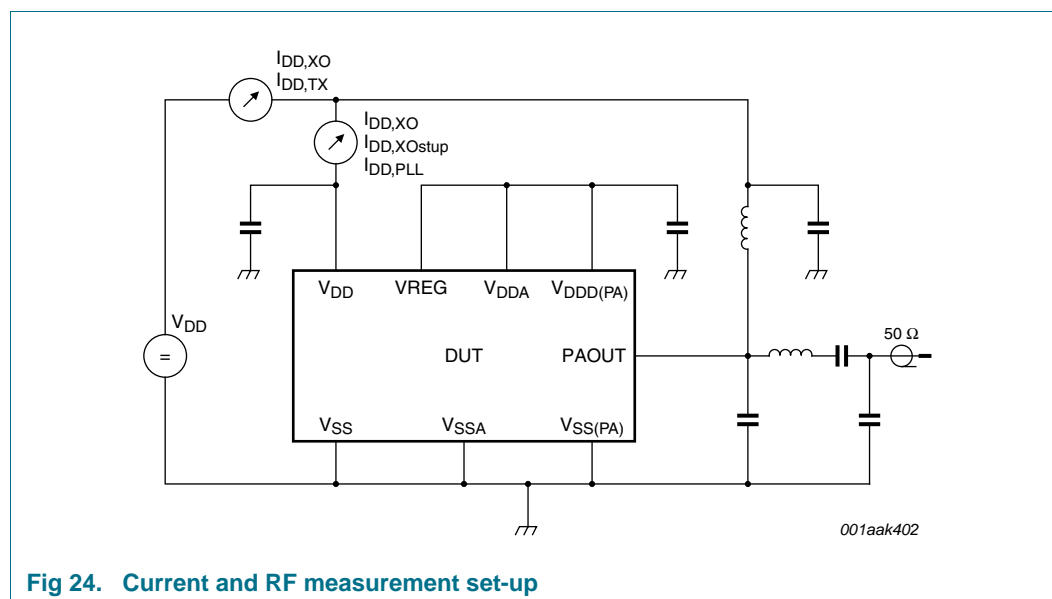 I_DD,XO
I_DD,TX
I_DD,XO
I_DD,XOstup
I_DD,PLL
V_DD
VREG
V_DDA
V_DDD(PA)
V_DD
=
DUT
PAOUT
50 Ω
V_SS
V_SSA
V_SS(PA)
001aak402
Fig 24. Current and RF measurement set-up